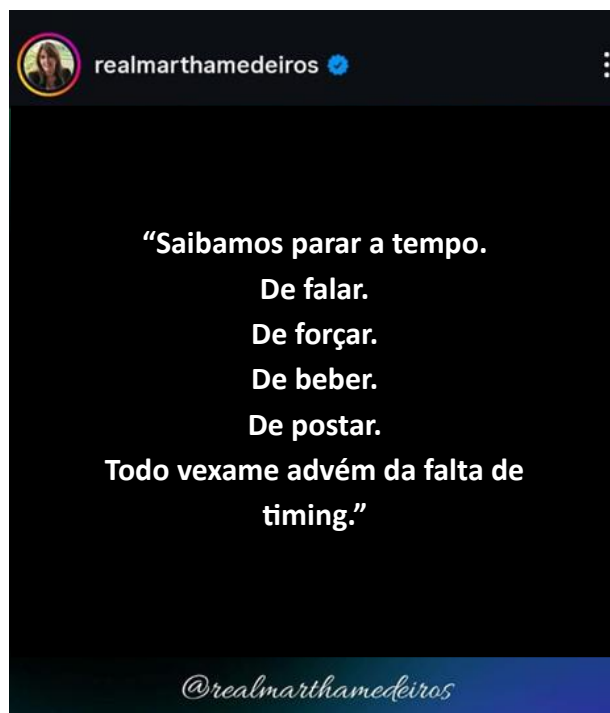 realmarthamedeiros
“Saibamos parar a tempo.
De falar.
De forçar.
De beber.
De postar.
Todo vexame advém da falta de
timing.”
@realmarthamedeiros